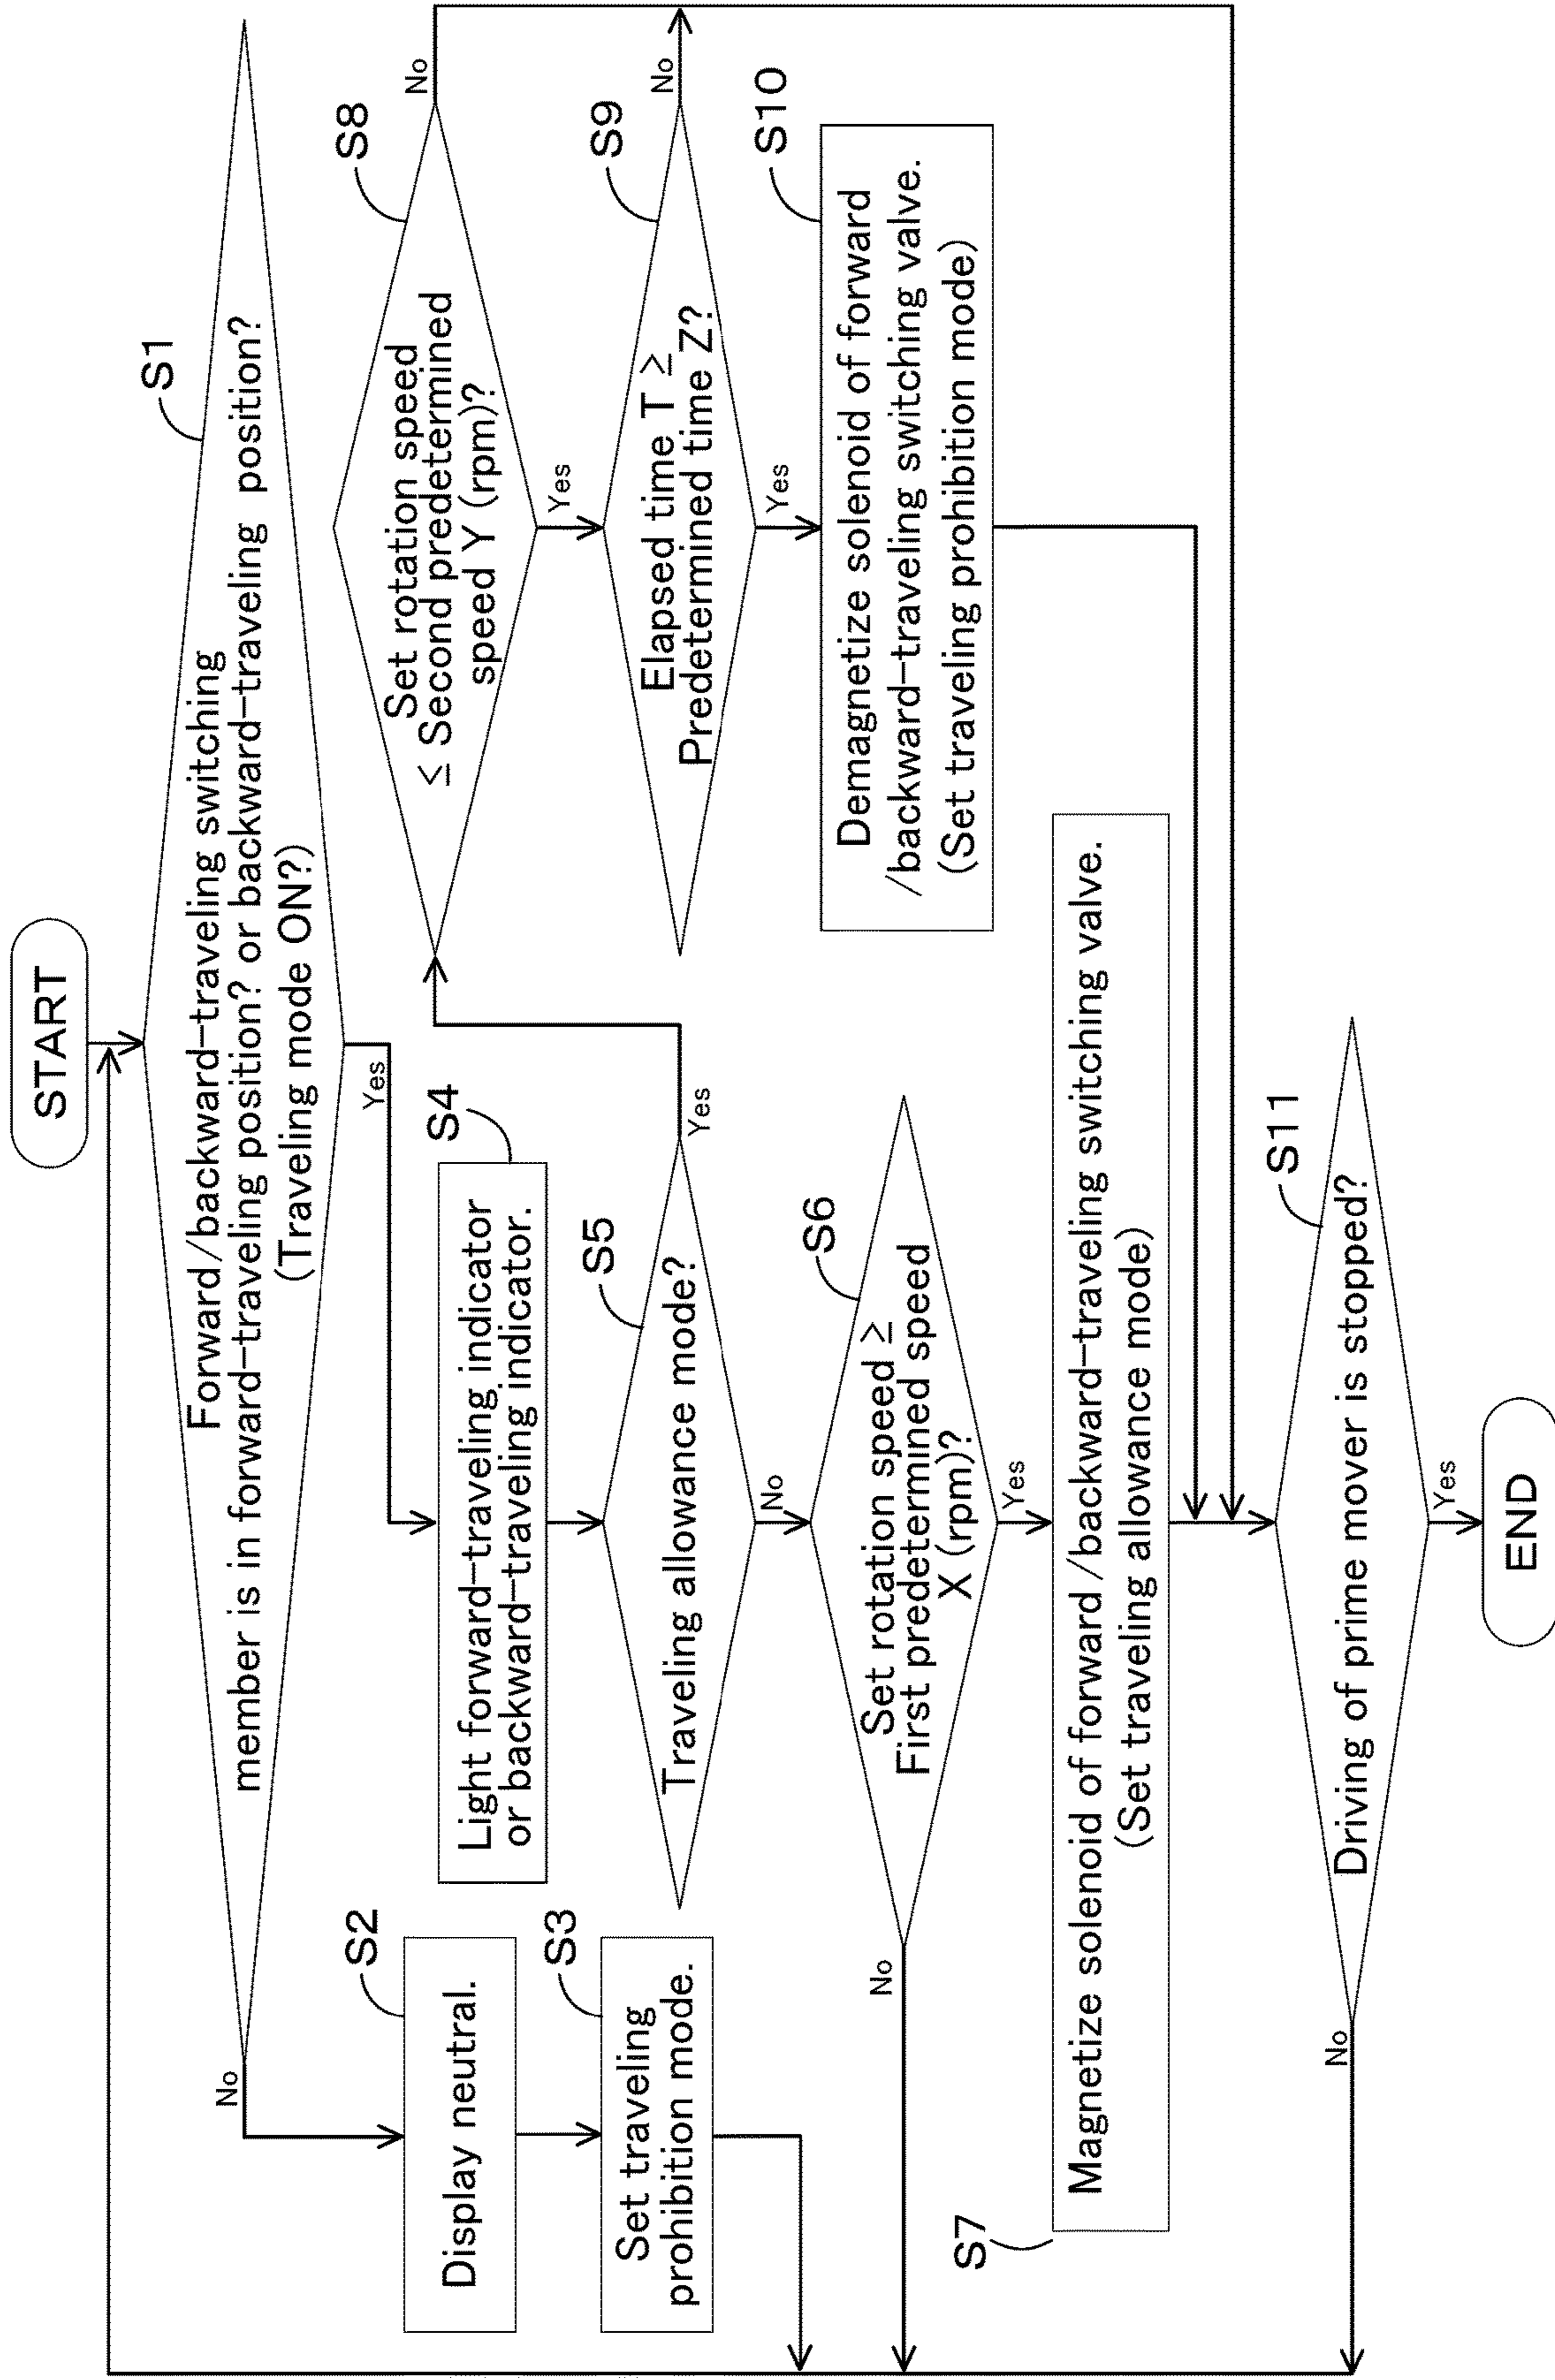 START
S1
Forward/backward-traveling switching
member is in forward-traveling position? or backward-traveling position?
(Traveling mode ON?)
No
Yes
S2
Display neutral.
S3
Set traveling
prohibition mode.
S4
Light forward-traveling indicator
or backward-traveling indicator.
S5
Traveling allowance mode?
Yes
No
S6
Set rotation speed ≥
First predetermined speed
X (rpm)?
No
Yes
S7
Magnetize solenoid of forward /backward-traveling switching valve.
(Set traveling allowance mode)
S8
Set rotation speed
≤ Second predetermined
speed Y (rpm)?
No
Yes
S9
Elapsed time T ≥
Predetermined time Z?
No
Yes
S10
Demagnetize solenoid of forward
/backward-traveling switching valve.
(Set traveling prohibition mode)
S11
Driving of prime mover is stopped?
No
Yes
END